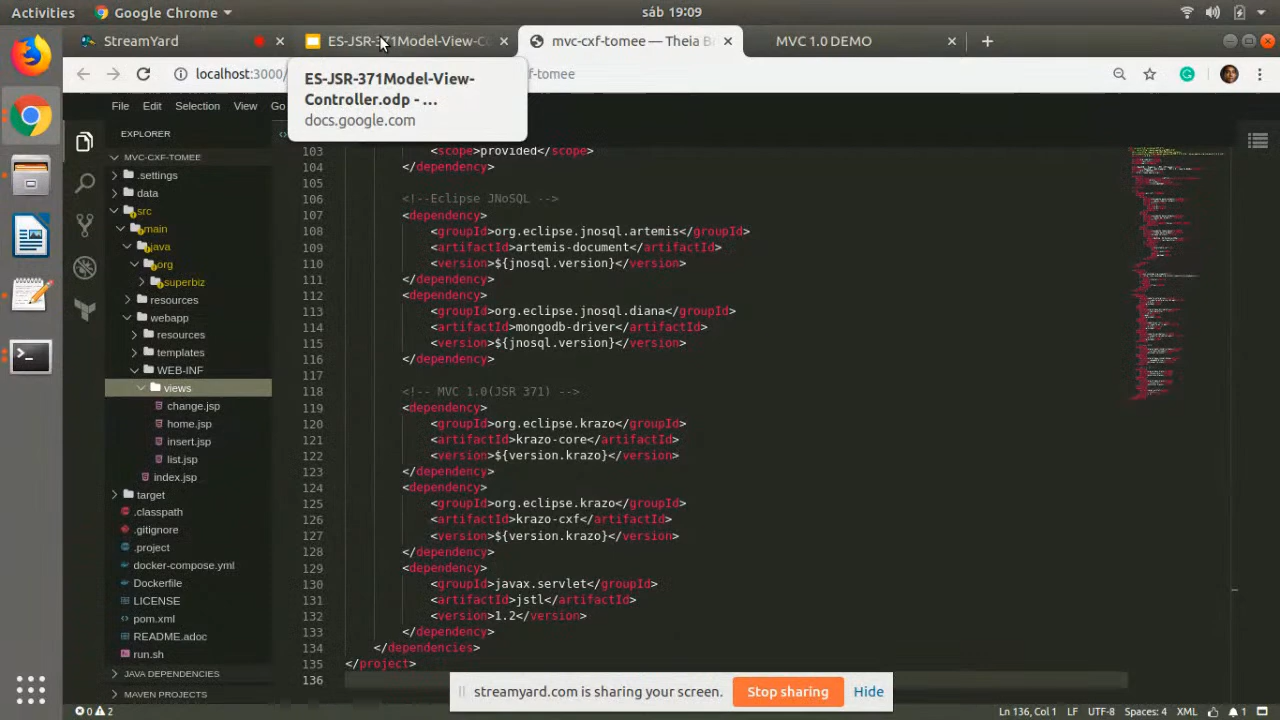 Activities
Google Chrome
sáb 19:09
StreamYard
ES-JSR-371Model-View-Co
mvc-cxf-tomee — Theia B
MVC 1.0 DEMO
localhost:3000/
f-tomee
ES-JSR-371Model-View-
Controller.odp - ...
docs.google.com
File Edit Selection View Go
EXPLORER
MVC-CXF-TOMEE
.settings
data
src
main
java
org
superbiz
resources
webapp
resources
templates
WEB-INF
views
change.jsp
home.jsp
insert.jsp
list.jsp
index.jsp
target
.classpath
.gitignore
.project
docker-compose.yml
Dockerfile
LICENSE
pom.xml
README.adoc
run.sh
JAVA DEPENDENCIES
MAVEN PROJECTS
103 <scope>provided</scope>
104 </dependency>
105
106 <!--Eclipse JNoSQL -->
107 <dependency>
108 <groupId>org.eclipse.jnosql.artemis</groupId>
109 <artifactId>artemis-document</artifactId>
110 <version>${jnosql.version}</version>
111 </dependency>
112 <dependency>
113 <groupId>org.eclipse.jnosql.diana</groupId>
114 <artifactId>mongodb-driver</artifactId>
115 <version>${jnosql.version}</version>
116 </dependency>
117
118 <!-- MVC 1.0(JSR 371) -->
119 <dependency>
120 <groupId>org.eclipse.krazo</groupId>
121 <artifactId>krazo-core</artifactId>
122 <version>${version.krazo}</version>
123 </dependency>
124 <dependency>
125 <groupId>org.eclipse.krazo</groupId>
126 <artifactId>krazo-cxf</artifactId>
127 <version>${version.krazo}</version>
128 </dependency>
129 <dependency>
130 <groupId>javax.servlet</groupId>
131 <artifactId>jstl</artifactId>
132 <version>1.2</version>
133 </dependency>
134 </dependencies>
135 </project>
136
streamyard.com is sharing your screen.
Stop sharing
Hide
0 2
Ln 136, Col 1 LF UTF-8 Spaces: 4 XML 1